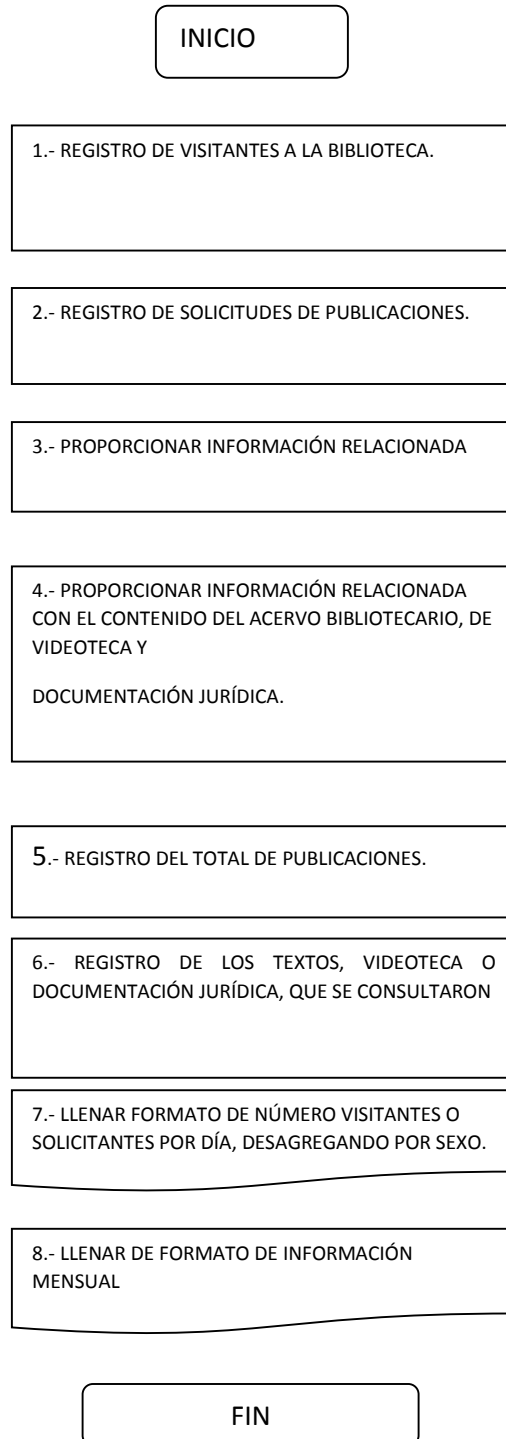 INICIO
1.- REGISTRO DE VISITANTES A LA BIBLIOTECA.
2.- REGISTRO DE SOLICITUDES DE PUBLICACIONES.
3.- PROPORCIONAR INFORMACIÓN RELACIONADA
4.- PROPORCIONAR INFORMACIÓN RELACIONADA
CON EL CONTENIDO DEL ACERVO BIBLIOTECARIO, DE
VIDEOTECA Y
DOCUMENTACIÓN JURÍDICA.
5.- REGISTRO DEL TOTAL DE PUBLICACIONES.
6.- REGISTRO DE LOS TEXTOS, VIDEOTECA O
DOCUMENTACIÓN JURÍDICA, QUE SE CONSULTARON
7.- LLENAR FORMATO DE NÚMERO VISITANTES O
SOLICITANTES POR DÍA, DESAGREGANDO POR SEXO.
8.- LLENAR DE FORMATO DE INFORMACIÓN
MENSUAL
FIN